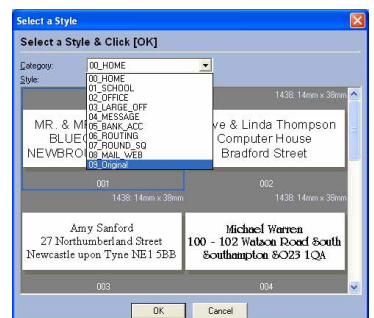 Select a Style
Select a Style & Click [OK]
Category:
00_HOME
Style:
00_HOME
01_SCHOOL
02_OFFICE
03_LARGE_OFF
04_MESSAGE
05_BANK_ACC
06_ROUTING
07_ROUND_SQ
08_MAIL_WEB
09_Original
1438: 14mm x 38mm
MR. & M
BLUE
NEWBRO
ve & Linda Thompson
Computer House
Bradford Street
001
002
1438: 14mm x 38mm
1438: 14mm x 38mm
Amy Sanford
27 Northumberland Street
Newcastle upon Tyne NE1 5BB
Michael Warren
100 - 102 Watson Road South
Southampton SO23 1QA
003
004
OK
Cancel